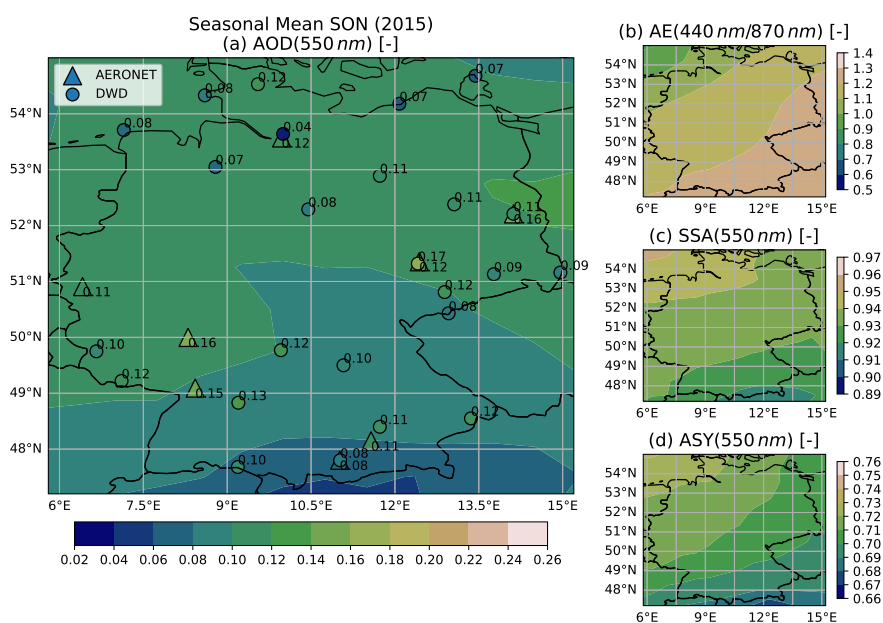 Seasonal Mean SON (2015)
(a) AOD(550 nm) [-]
AERONET
DWD
0.12
0.08
0.07
0.07
0.08
0.04
0.12
0.07
0.11
0.08
0.11
0.11
0.16
0.17
0.12
0.09
0.09
0.11
0.12
0.08
0.16
0.10
0.12
0.10
0.12
0.15
0.13
0.11
0.12
0.11
0.10
0.08
0.08
54°N
53°N
52°N
51°N
50°N
49°N
48°N
6°E 7.5°E 9°E 10.5°E 12°E 13.5°E 15°E
0.02 0.04 0.06 0.08 0.10 0.12 0.14 0.16 0.18 0.20 0.22 0.24 0.26
(b) AE(440 nm/870 nm) [-]
54°N
53°N
52°N
51°N
50°N
49°N
48°N
6°E 9°E 12°E 15°E
1.4
1.3
1.2
1.1
1.0
0.9
0.8
0.7
0.6
0.5
(c) SSA(550 nm) [-]
54°N
53°N
52°N
51°N
50°N
49°N
48°N
6°E 9°E 12°E 15°E
0.97
0.96
0.95
0.94
0.93
0.92
0.91
0.90
0.89
(d) ASY(550 nm) [-]
54°N
53°N
52°N
51°N
50°N
49°N
48°N
6°E 9°E 12°E 15°E
0.76
0.75
0.74
0.73
0.72
0.71
0.70
0.69
0.68
0.67
0.66